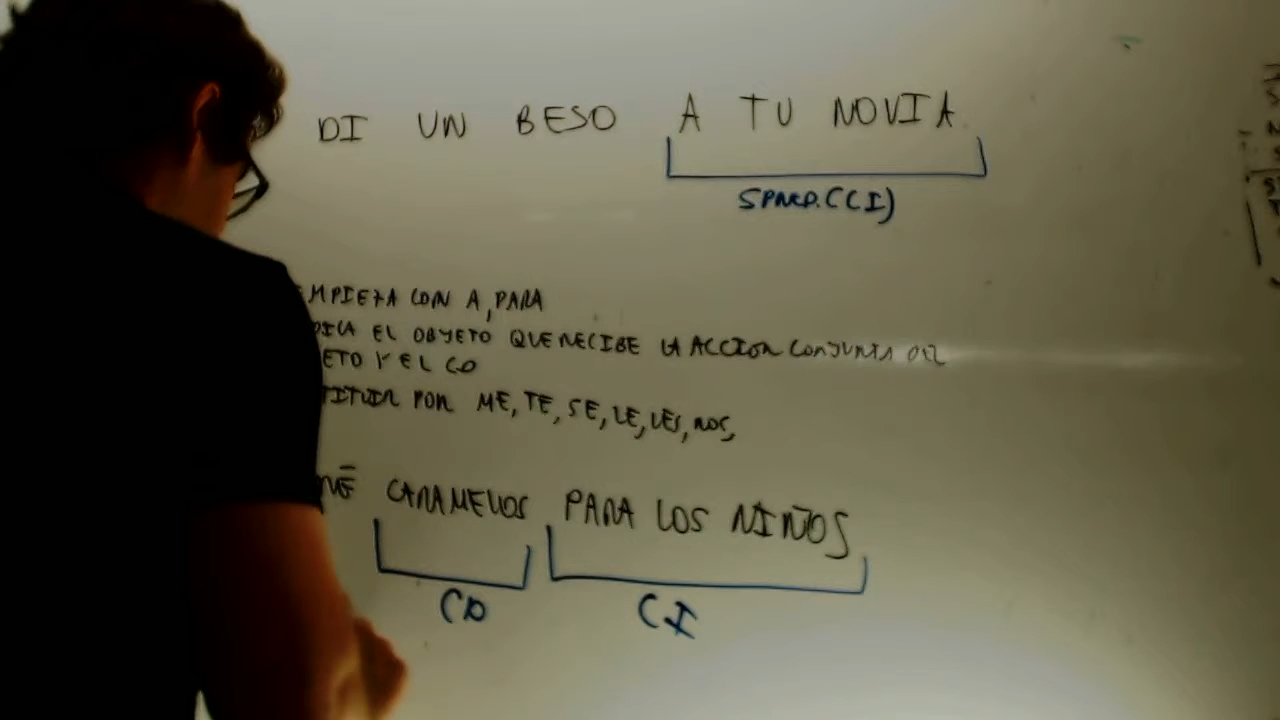 DI UN BESO A TU NOVIA
SPREP.(CI)
MPIEZA CON A, PARA
DICA EL OBJETO QUE RECIBE LA ACCION CONJUNTA DEL
ETO Y EL CD
TITUIR POR ME, TE, SE, LE, LES, NOS,
CARAMELOS PARA LOS NIÑOS
CD CI